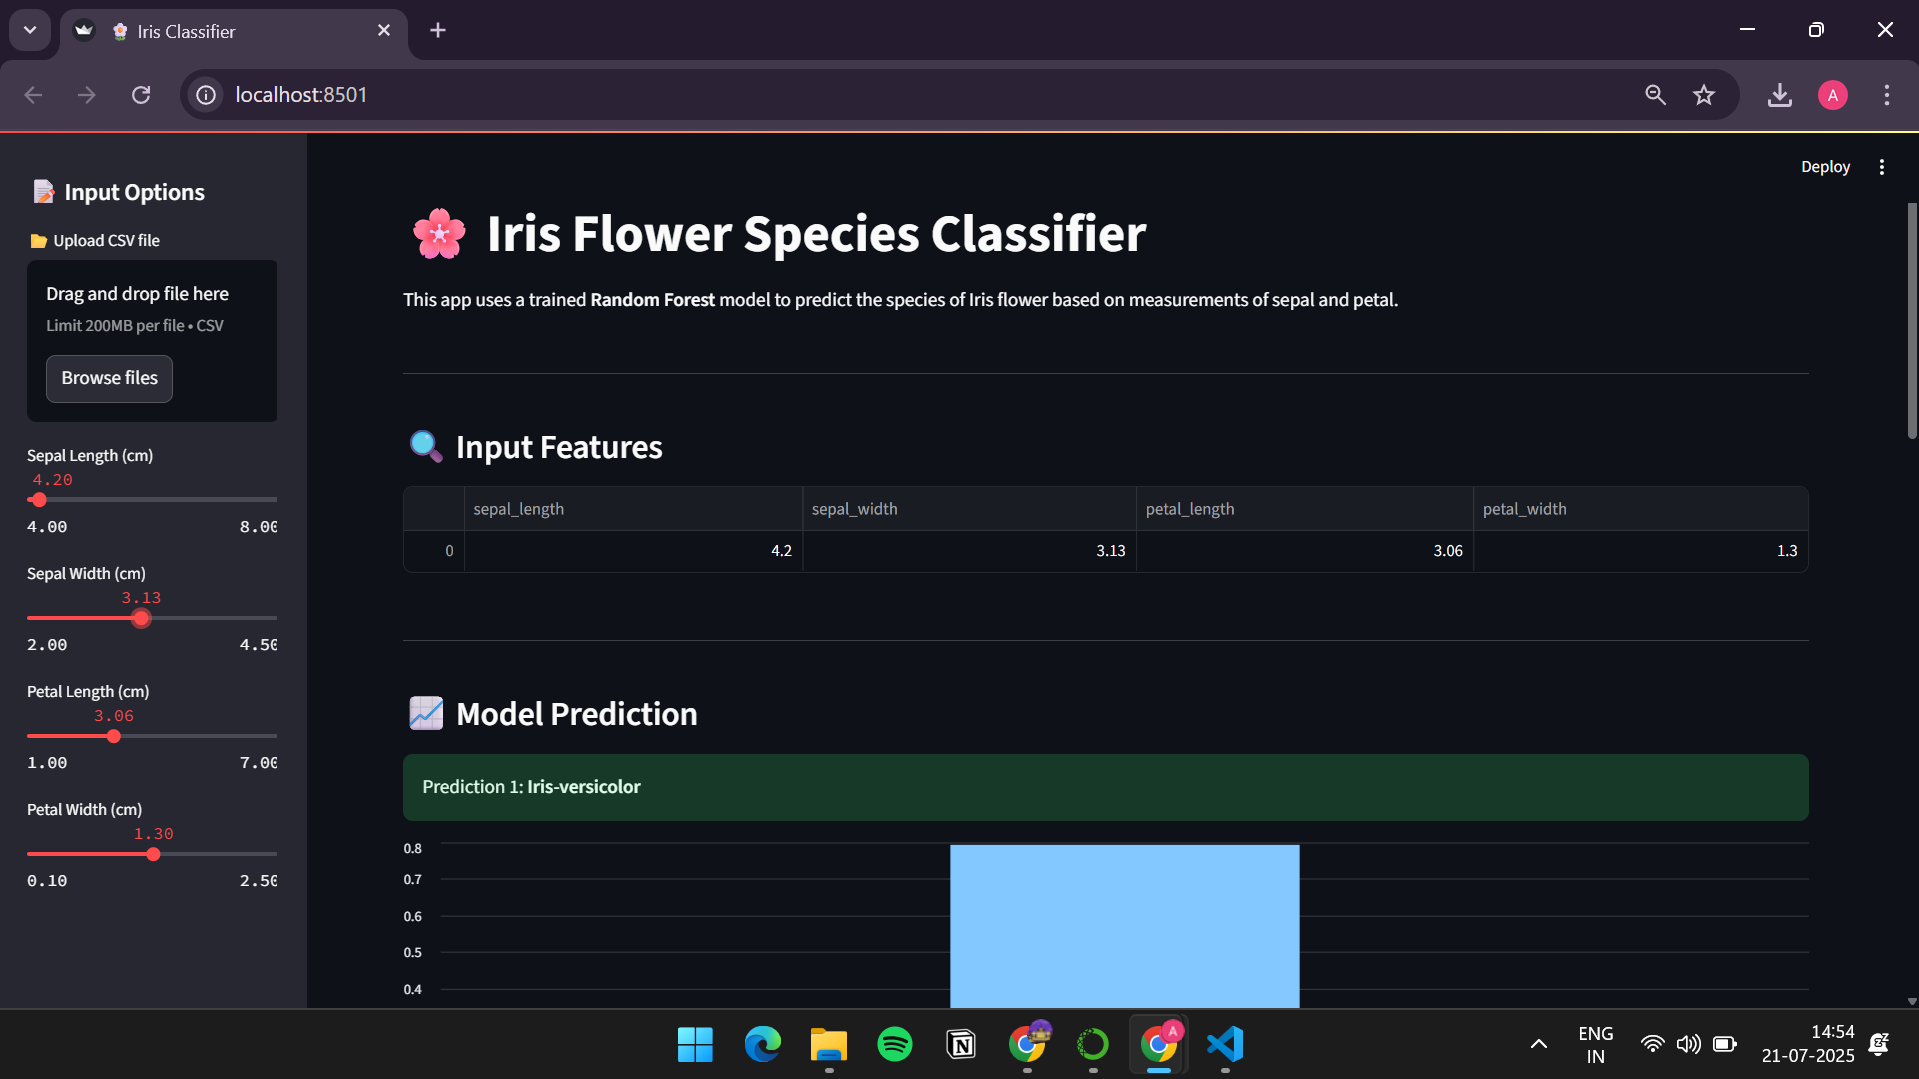 Iris Classifier
localhost:8501
A
Deploy
Input Options
Upload CSV file
Drag and drop file here
Limit 200MB per file • CSV
Browse files
Sepal Length (cm)
4.20
4.00 8.00
Sepal Width (cm)
3.13
2.00 4.50
Petal Length (cm)
3.06
1.00 7.00
Petal Width (cm)
1.30
0.10 2.50
Iris Flower Species Classifier
This app uses a trained Random Forest model to predict the species of Iris flower based on measurements of sepal and petal.
Input Features
sepal_length sepal_width petal_length petal_width
0 4.2 3.13 3.06 1.3
Model Prediction
Prediction 1: Iris-versicolor
0.8
0.7
0.6
0.5
0.4
N
A
ENG
IN
14:54
21-07-2025